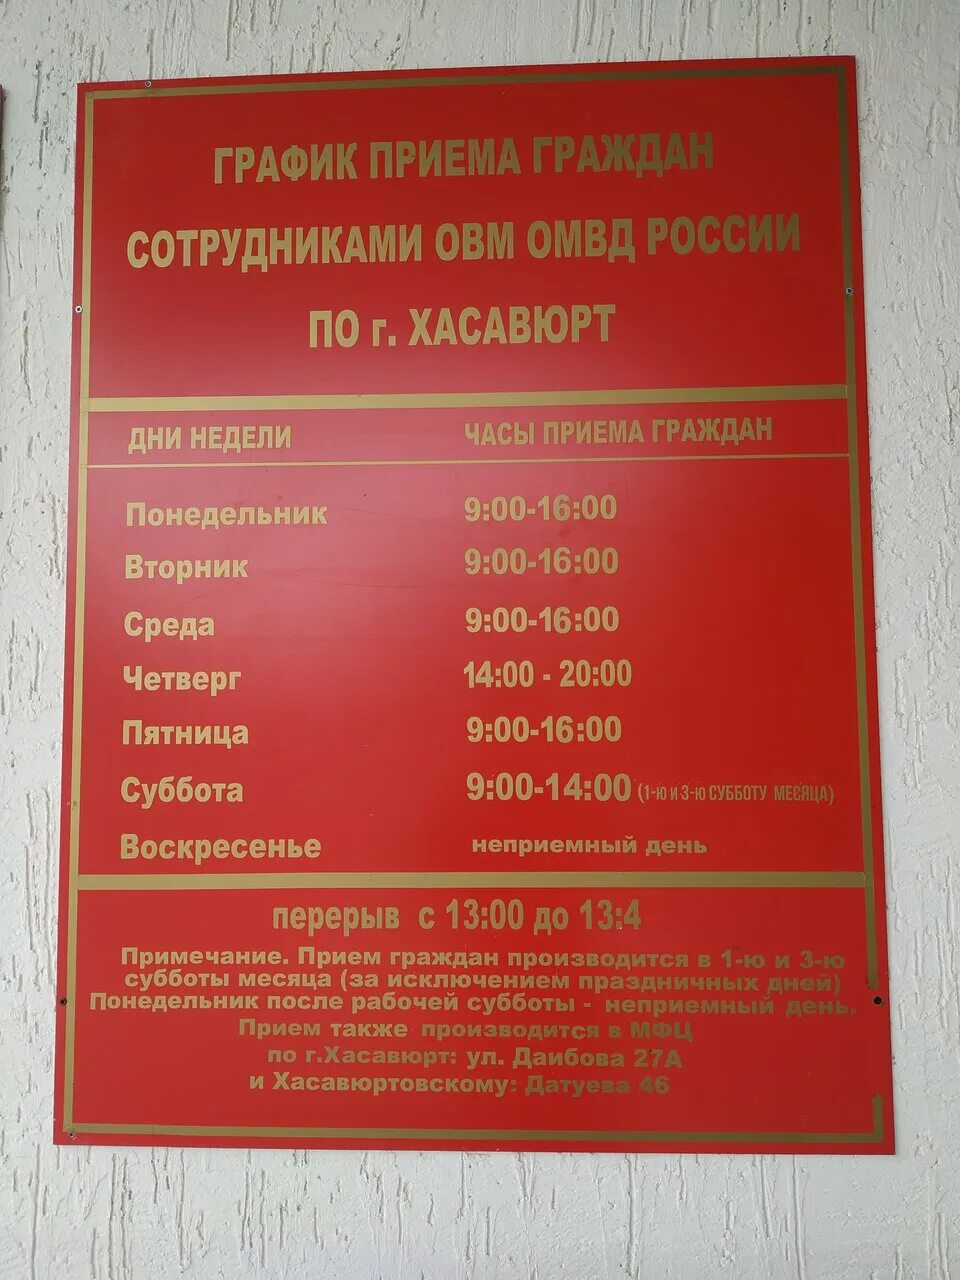 ГРАФИК ПРИЕМА ГРАЖДАН
СОТРУДНИКАМИ ОВМ ОМВД РОССИИ
ПО г. ХАСАВЮРТ
ДНИ НЕДЕЛИ ЧАСЫ ПРИЕМА ГРАЖДАН
Понедельник 9:00-16:00
Вторник 9:00-16:00
Среда 9:00-16:00
Четверг 14:00 - 20:00
Пятница 9:00-16:00
Суббота 9:00-14:00 (1-Ю И 3-Ю СУББОТУ МЕСЯЦА)
Воскресенье неприемный день
перерыв с 13:00 до 13:4
Примечание. Прием граждан производится в 1-ю и 3-ю
субботы месяца (за исключением праздничных дней)
Понедельник после рабочей субботы - неприемный день.
Прием также производится в МФЦ
по г.Хасавюрт: ул. Даибова 27А
и Хасавюртовскому: Датуева 46